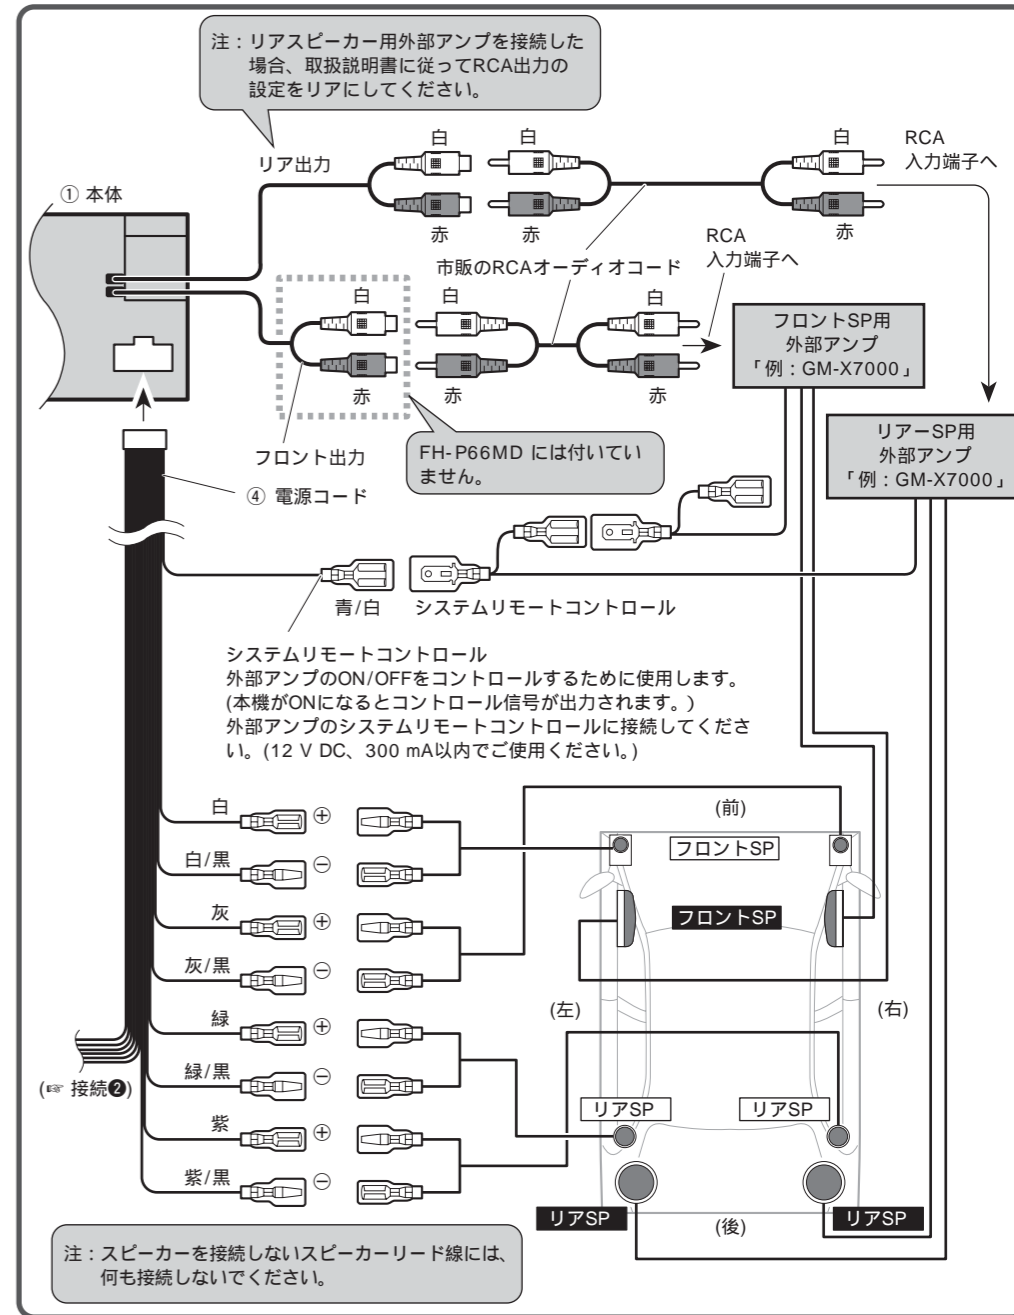 注：リアスピーカー用外部アンプを接続した
場合、取扱説明書に従ってRCA出力の
設定をリアにしてください。
リア出力
白
白
白
RCA
入力端子へ
① 本体
赤
赤
赤
市販のRCAオーディオコード
RCA
入力端子へ
白
白
白
フロントSP用
外部アンプ
「例：GM-X7000」
赤
赤
赤
フロント出力
FH-P66MD には付いてい
ません。
リアーSP用
外部アンプ
「例：GM-X7000」
④ 電源コード
青/白
システムリモートコントロール
システムリモートコントロール
外部アンプのON/OFFをコントロールするために使用します。
(本機がONになるとコントロール信号が出力されます。)
外部アンプのシステムリモートコントロールに接続してくださ
い。(12 V DC、300 mA以内でご使用ください。)
白 ⊕
白/黒 ⊖
灰 ⊕
灰/黒 ⊖
緑 ⊕
緑/黒 ⊖
紫 ⊕
紫/黒 ⊖
(☞ 接続❷)
(前)
フロントSP
フロントSP
(左)
(右)
リアSP
リアSP
リアSP
(後)
リアSP
注：スピーカーを接続しないスピーカーリード線には、
何も接続しないでください。